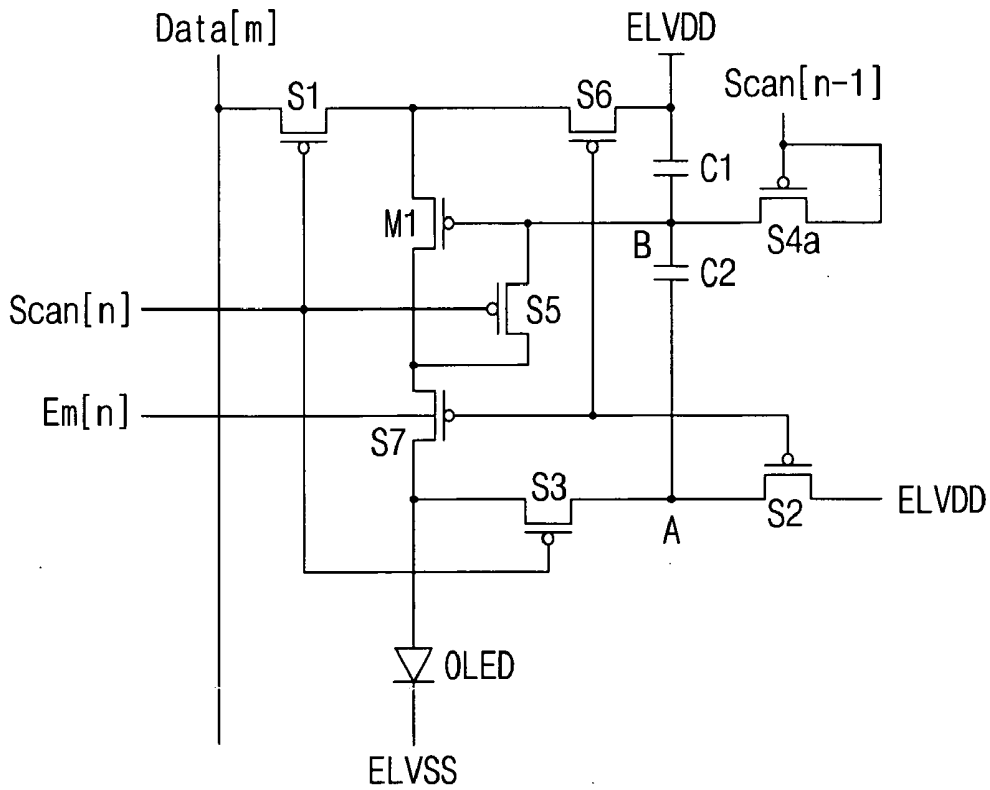 Data[m]
ELVDD
Scan[n-1]
S1
S6
C1
M1
B
S4a
C2
Scan[n]
S5
Em[n]
S7
S3
S2
ELVDD
A
OLED
ELVSS